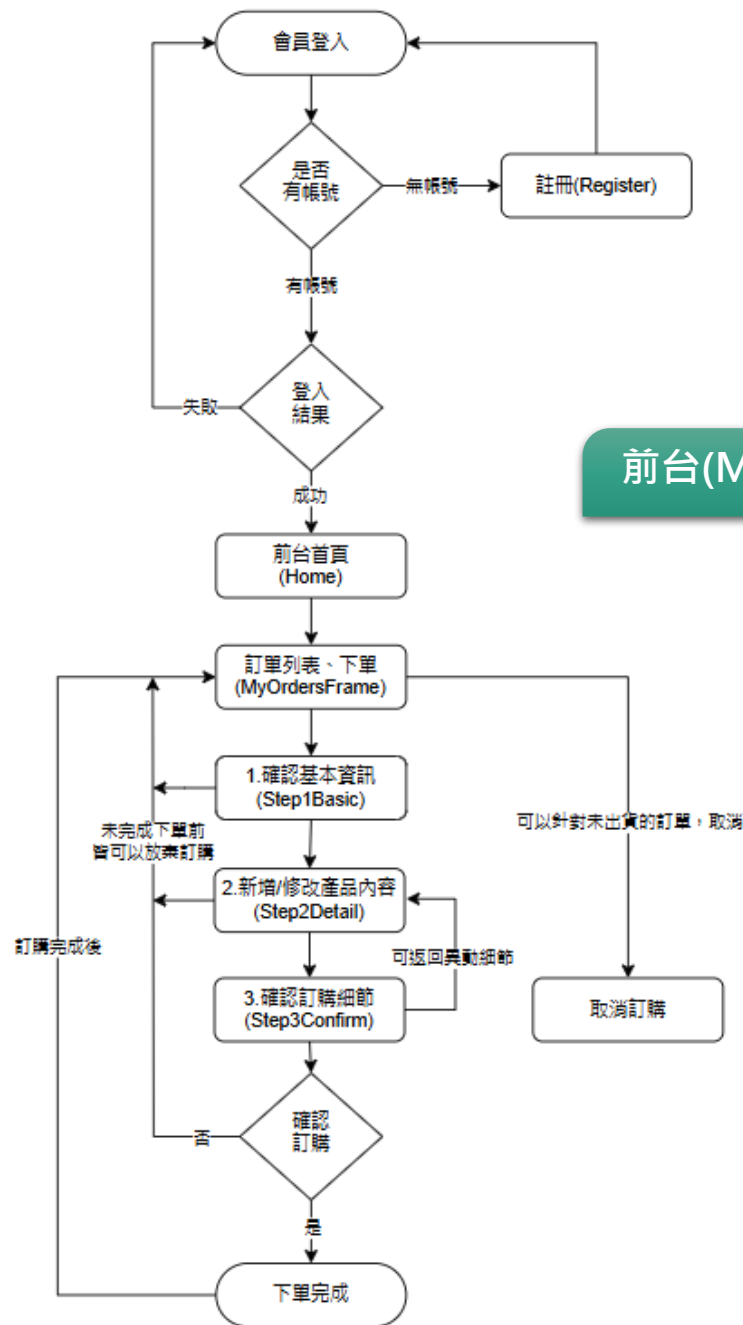 會員登入
是否
有帳號
無帳號
註冊(Register)
有帳號
登入
結果
失敗
成功
前台(M
前台首頁
(Home)
訂單列表、下單
(MyOrdersFrame)
1.確認基本資訊
(Step1Basic)
未完成下單前
皆可以放棄訂購
可以針對未出貨的訂單，取消
2.新增/修改產品內容
(Step2Detail)
訂購完成後
可返回異動細節
3.確認訂購細節
(Step3Confirm)
取消訂購
確認
訂購
否
是
下單完成